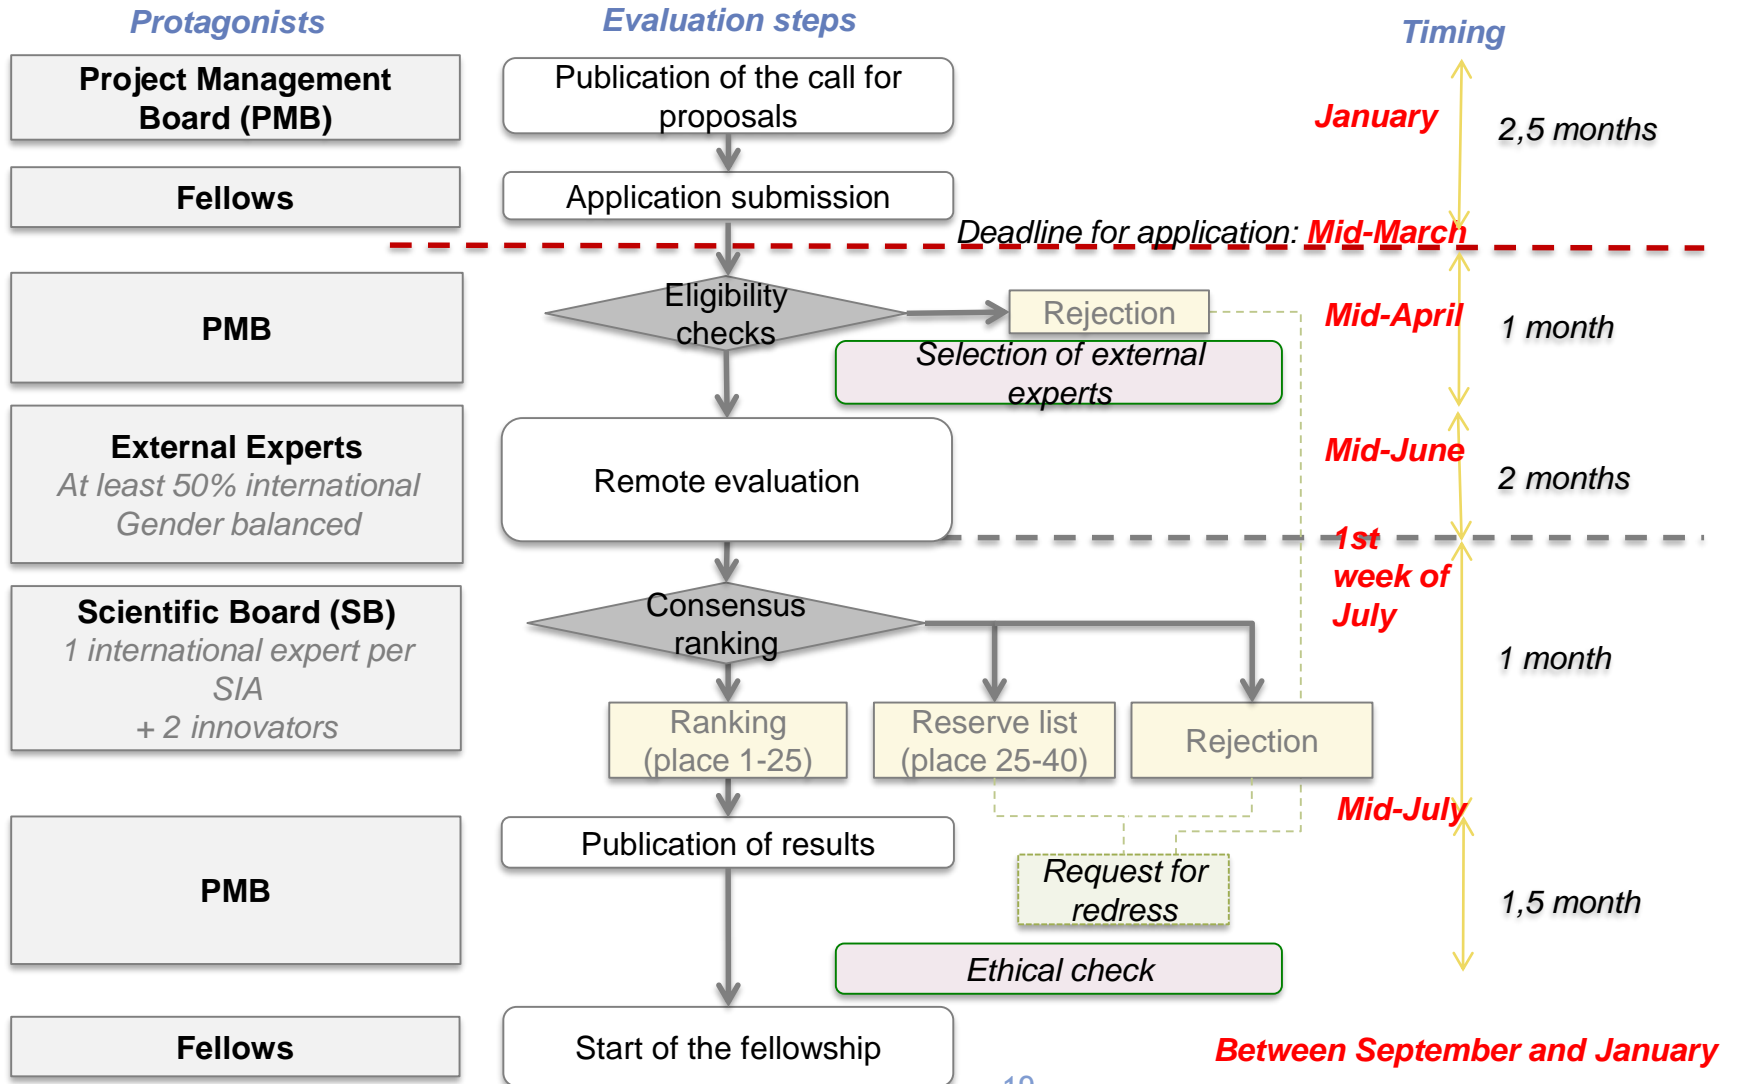 Protagonists
Evaluation steps
Timing
Project Management
Board (PMB)
Publication of the call for
proposals
January
2,5 months
Fellows
Application submission
Deadline for application: Mid-March
PMB
Eligibility
checks
Rejection
Mid-April
1 month
Selection of external
experts
External Experts
At least 50% international
Gender balanced
Remote evaluation
Mid-June
2 months
1st
week of
July
Scientific Board (SB)
1 international expert per
SIA
+ 2 innovators
Consensus
ranking
1 month
Ranking
(place 1-25)
Reserve list
(place 25-40)
Rejection
Mid-July
PMB
Publication of results
Request for
redress
1,5 month
Ethical check
Fellows
Start of the fellowship
Between September and January